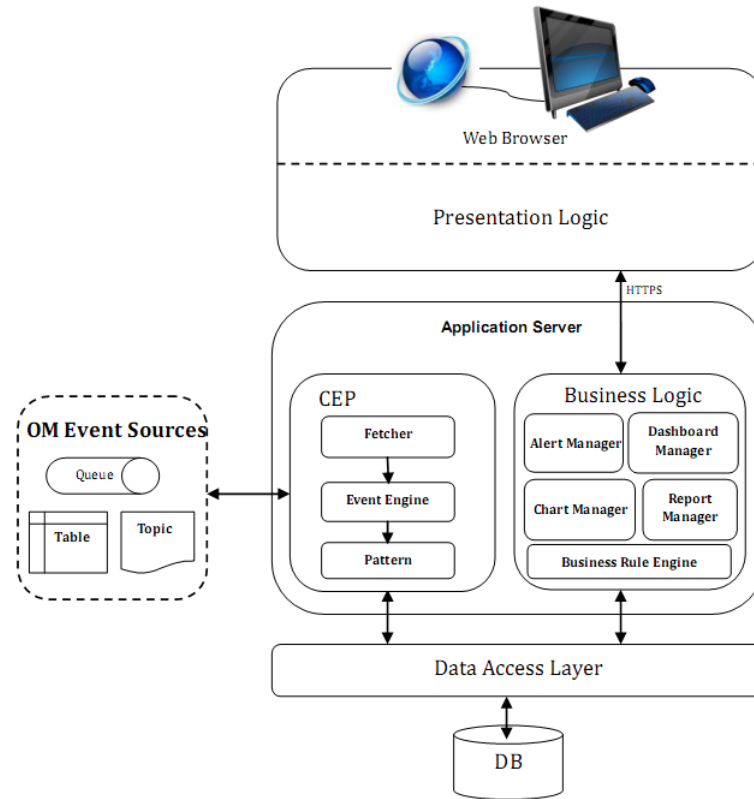 Web Browser
Presentation Logic
HTTPS
Application Server
CEP
Fetcher
Event Engine
Pattern
Business Logic
Alert Manager
Dashboard
Manager
Chart Manager
Report
Manager
Business Rule Engine
OM Event Sources
Queue
Table
Topic
Data Access Layer
DB